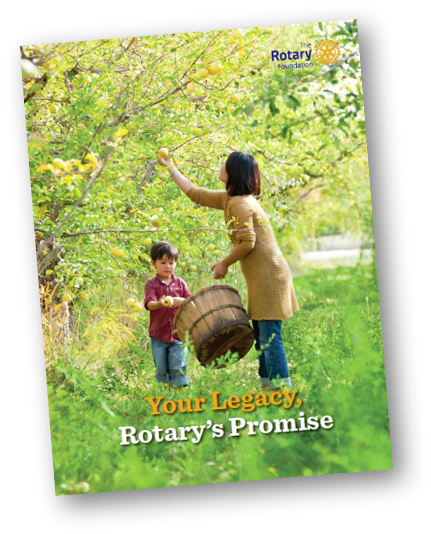 The
Rotary
Foundation
Your Legacy,
Rotary's Promise